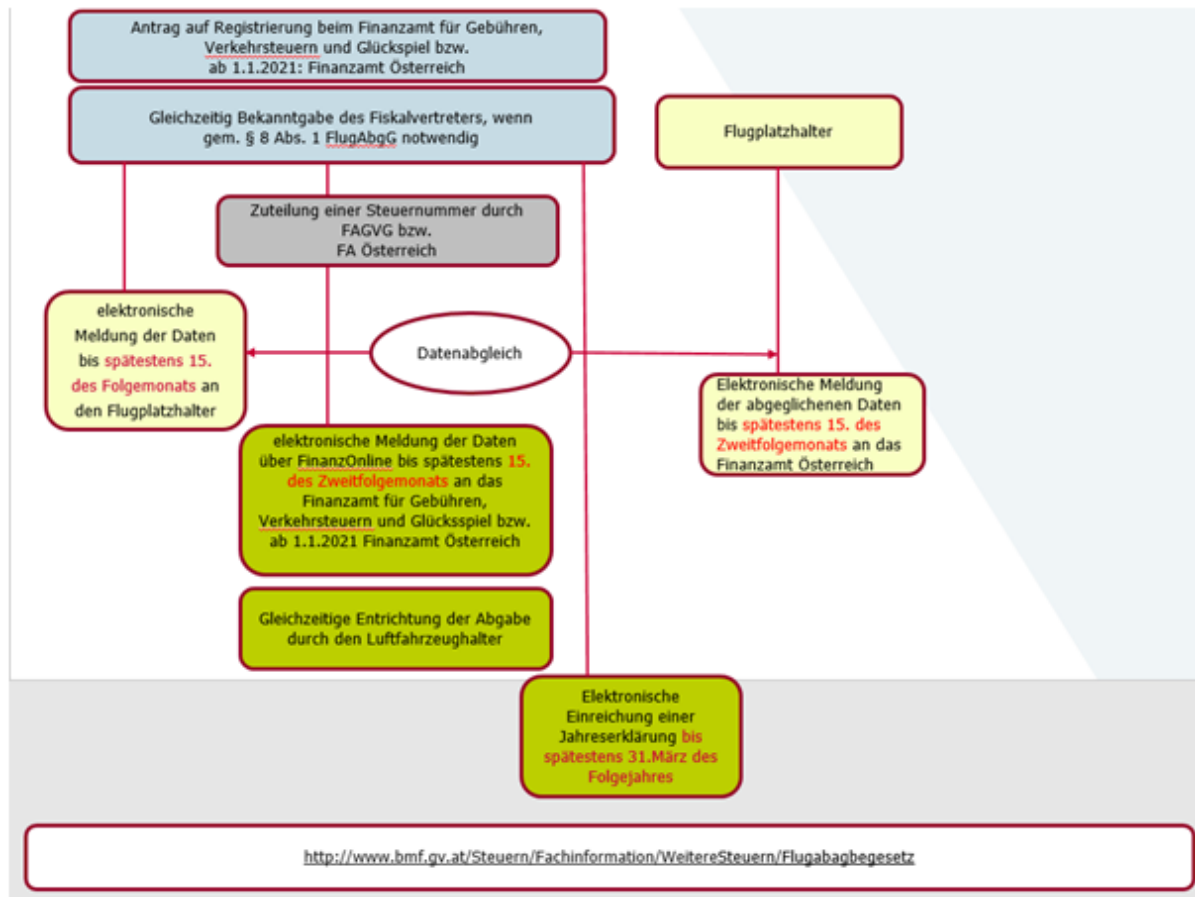 Antrag auf Registrierung beim Finanzamt für Gebühren,
Verkehrsteuern und Glückspiel bzw.
ab 1.1.2021: Finanzamt Österreich
Gleichzeitig Bekanntgabe des Fiskalvertreters, wenn
gem. § 8 Abs. 1 FlugAbgG notwendig
Flugplatzhalter
Zuteilung einer Steuernummer durch
FAGVG bzw.
FA Österreich
elektronische
Meldung der Daten
bis spätestens 15.
des Folgemonats an
den Flugplatzhalter
Datenabgleich
Elektronische Meldung
der abgeglichenen Daten
bis spätestens 15. des
Zweitfolgemonats an das
Finanzamt Österreich
elektronische Meldung der Daten
über FinanzOnline bis spätestens 15.
des Zweitfolgemonats an das
Finanzamt für Gebühren,
Verkehrsteuern und Glücksspiel bzw.
ab 1.1.2021 Finanzamt Österreich
Gleichzeitige Entrichtung der Abgabe
durch den Luftfahrzeughalter
Elektronische
Einreichung einer
Jahreserklärung bis
spätestens 31.März des
Folgejahres
http://www.bmf.gv.at/Steuern/Fachinformation/WeitereSteuern/Flugabagbegesetz